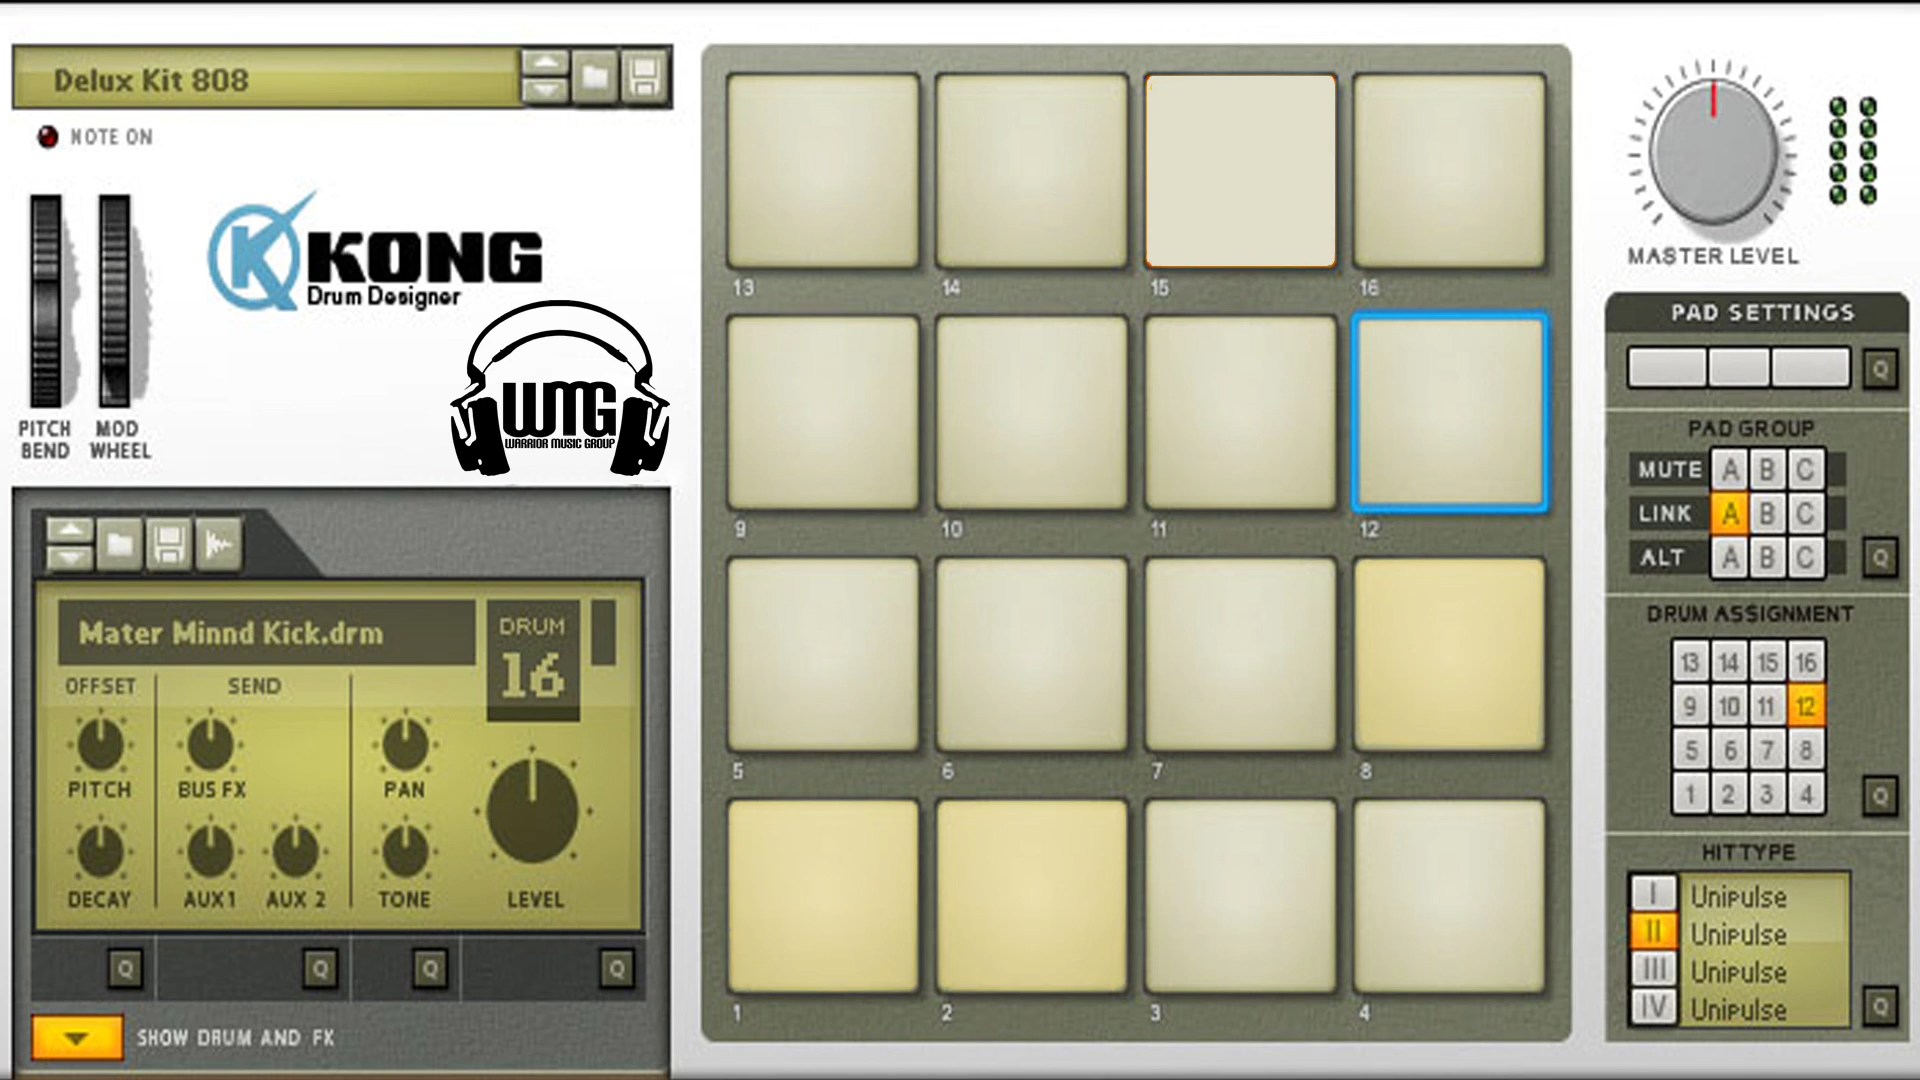 Delux Kit 808
NOTE ON
KONG
Drum Designer
WMG
WARRIOR MUSIC GROUP
PITCH BEND
MOD WHEEL
Mater Minnd Kick.drm
DRUM
16
OFFSET
SEND
PITCH
BUS FX
PAN
DECAY
AUX 1
AUX 2
TONE
LEVEL
Q Q Q Q
SHOW DRUM AND FX
13 14 15 16
9 10 11 12
5 6 7 8
1 2 3 4
MASTER LEVEL
PAD SETTINGS
Q
PAD GROUP
MUTE A B C
LINK A B C
ALT A B C Q
DRUM ASSIGNMENT
13 14 15 16
9 10 11 12
5 6 7 8
1 2 3 4 Q
HIT TYPE
I Unipulse
II Unipulse
III Unipulse
IV Unipulse Q